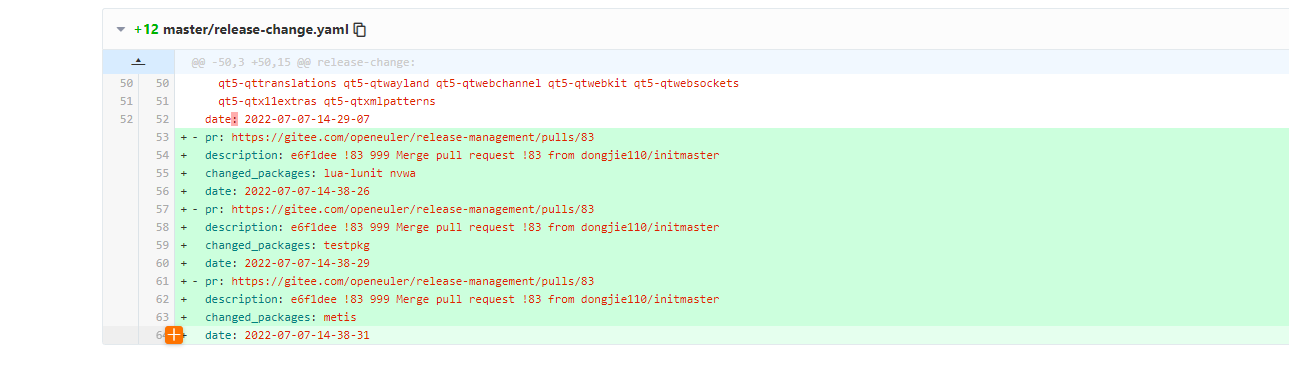 +12 master/release-change.yaml
@@ -50,3 +50,15 @@ release-change:
50 50 qt5-qttranslations qt5-qtwayland qt5-qtwebchannel qt5-qtwebkit qt5-qtwebsockets
51 51 qt5-qtx11extras qt5-qtxmlpatterns
52 52 date: 2022-07-07-14-29-07
53 + - pr: https://gitee.com/openeuler/release-management/pulls/83
54 + description: e6f1dee !83 999 Merge pull request !83 from dongjie110/initmaster
55 + changed_packages: lua-lunit nvwa
56 + date: 2022-07-07-14-38-26
57 + - pr: https://gitee.com/openeuler/release-management/pulls/83
58 + description: e6f1dee !83 999 Merge pull request !83 from dongjie110/initmaster
59 + changed_packages: testpkg
60 + date: 2022-07-07-14-38-29
61 + - pr: https://gitee.com/openeuler/release-management/pulls/83
62 + description: e6f1dee !83 999 Merge pull request !83 from dongjie110/initmaster
63 + changed_packages: metis
64 + date: 2022-07-07-14-38-31